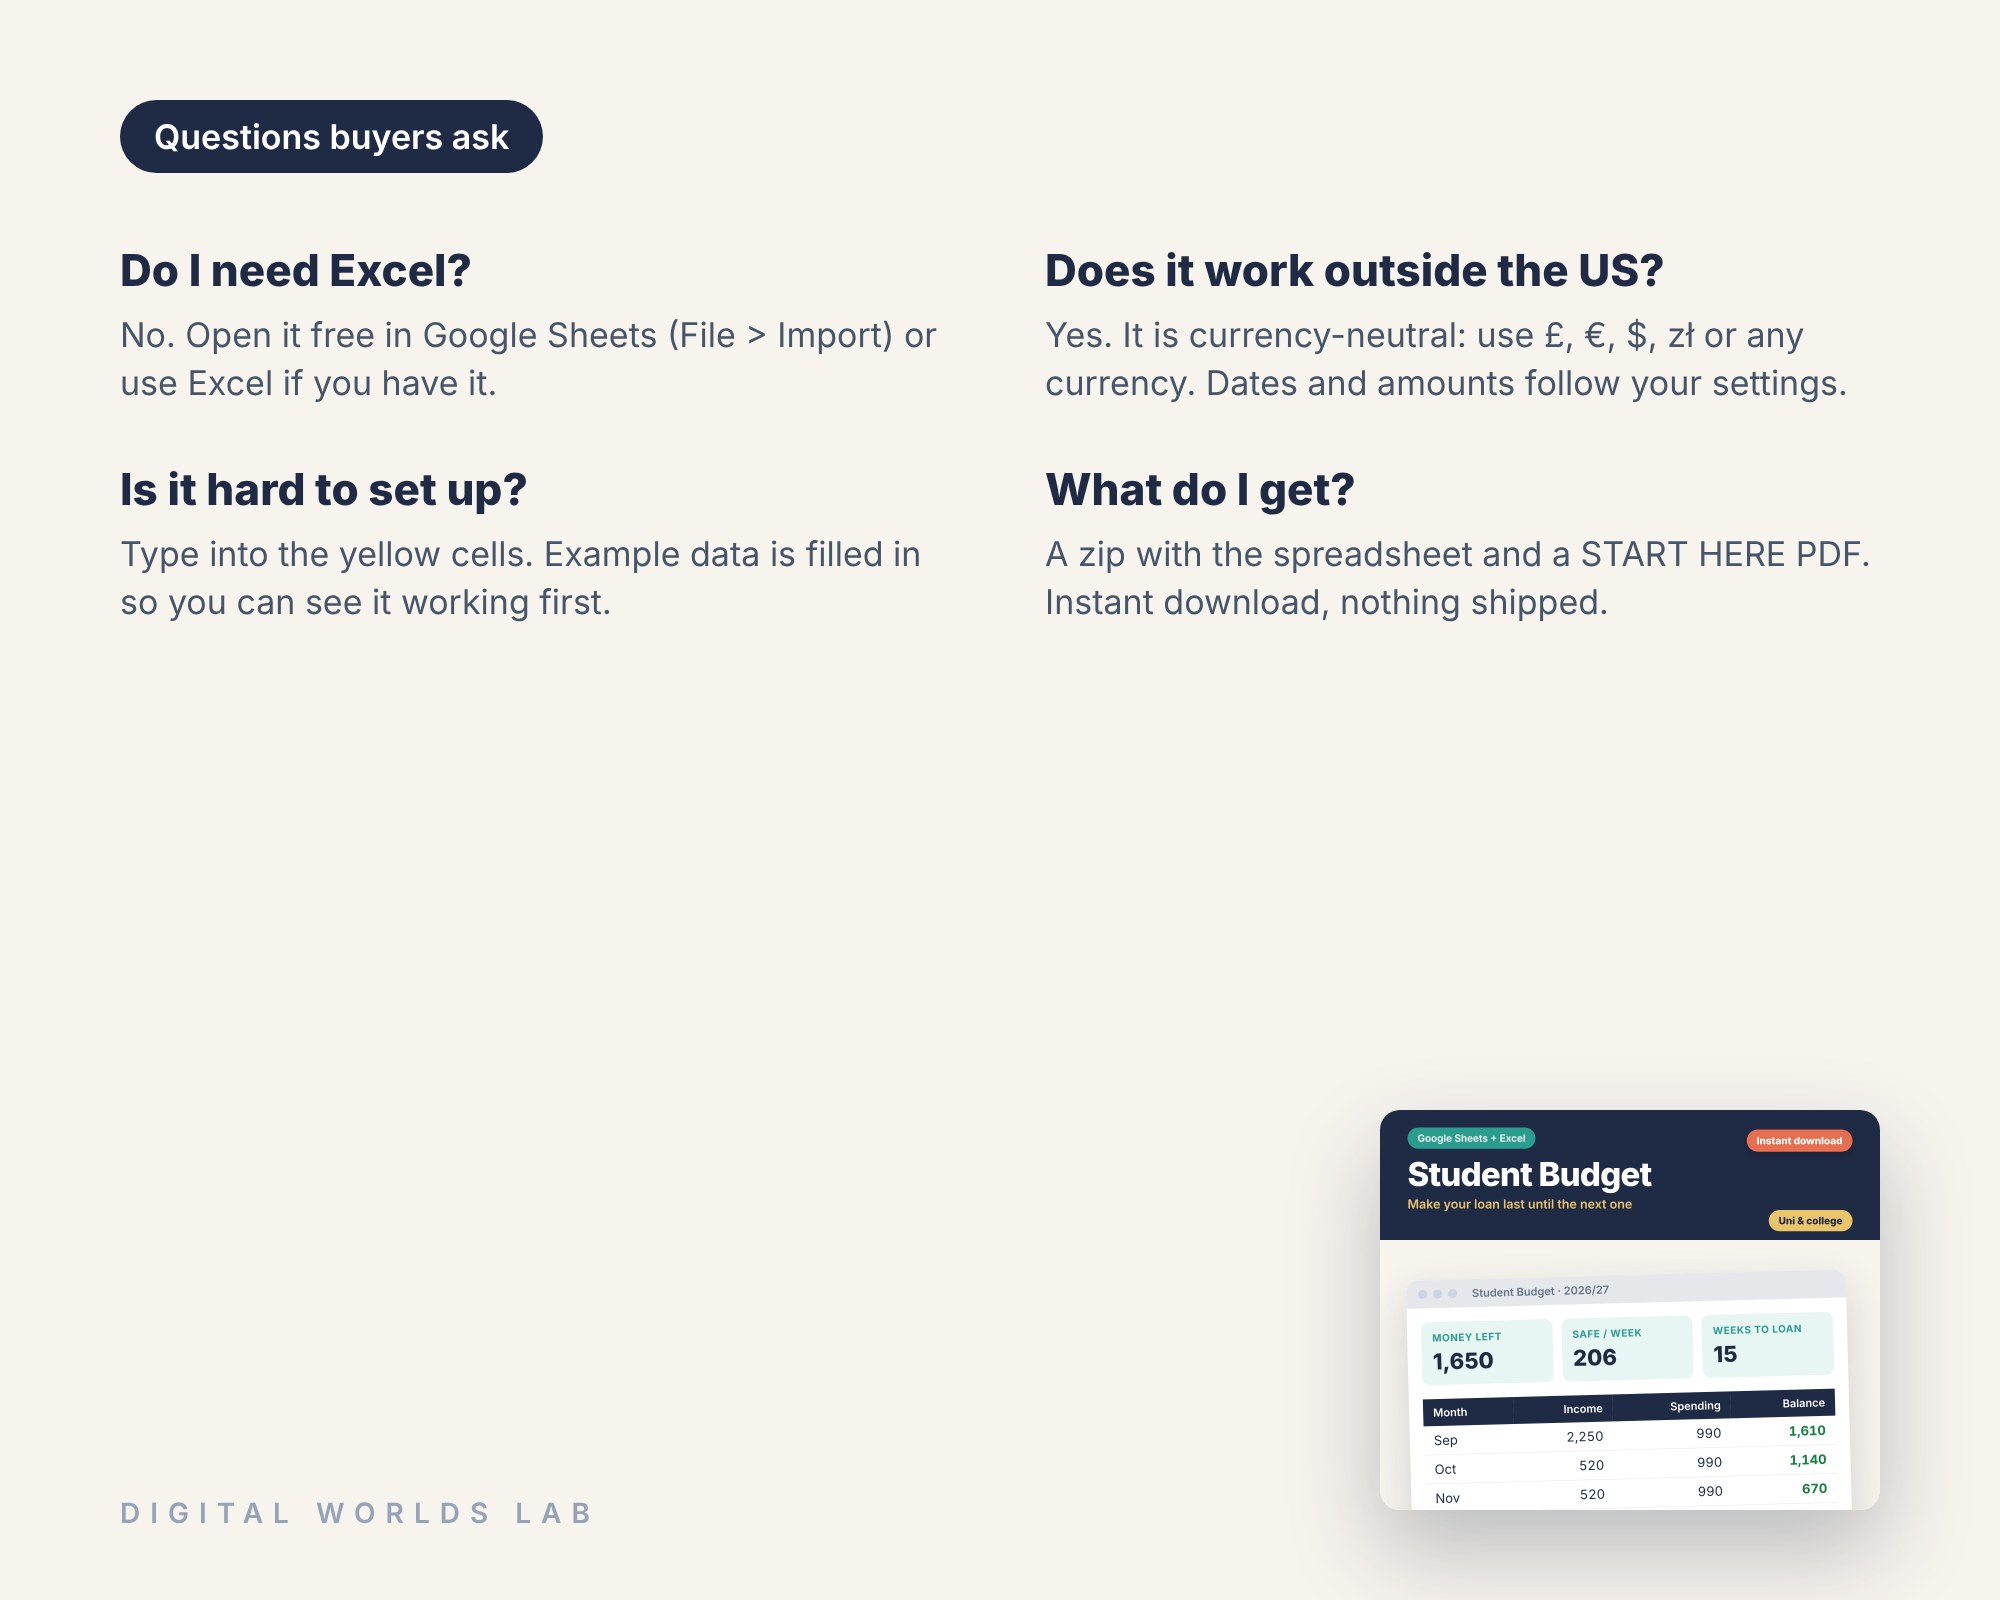 Questions buyers ask
Do I need Excel?
No. Open it free in Google Sheets (File > Import) or
use Excel if you have it.
Does it work outside the US?
Yes. It is currency-neutral: use £, €, $, zł or any
currency. Dates and amounts follow your settings.
Is it hard to set up?
Type into the yellow cells. Example data is filled in
so you can see it working first.
What do I get?
A zip with the spreadsheet and a START HERE PDF.
Instant download, nothing shipped.
Google Sheets + Excel
Instant download
Student Budget
Make your loan last until the next one
Uni & college
Student Budget · 2026/27
MONEY LEFT
1,650
SAFE / WEEK
206
WEEKS TO LOAN
15
Month Income Spending Balance
Sep 2,250 990 1,610
Oct 520 990 1,140
Nov 520 990 670
DIGITAL WORLDS LAB